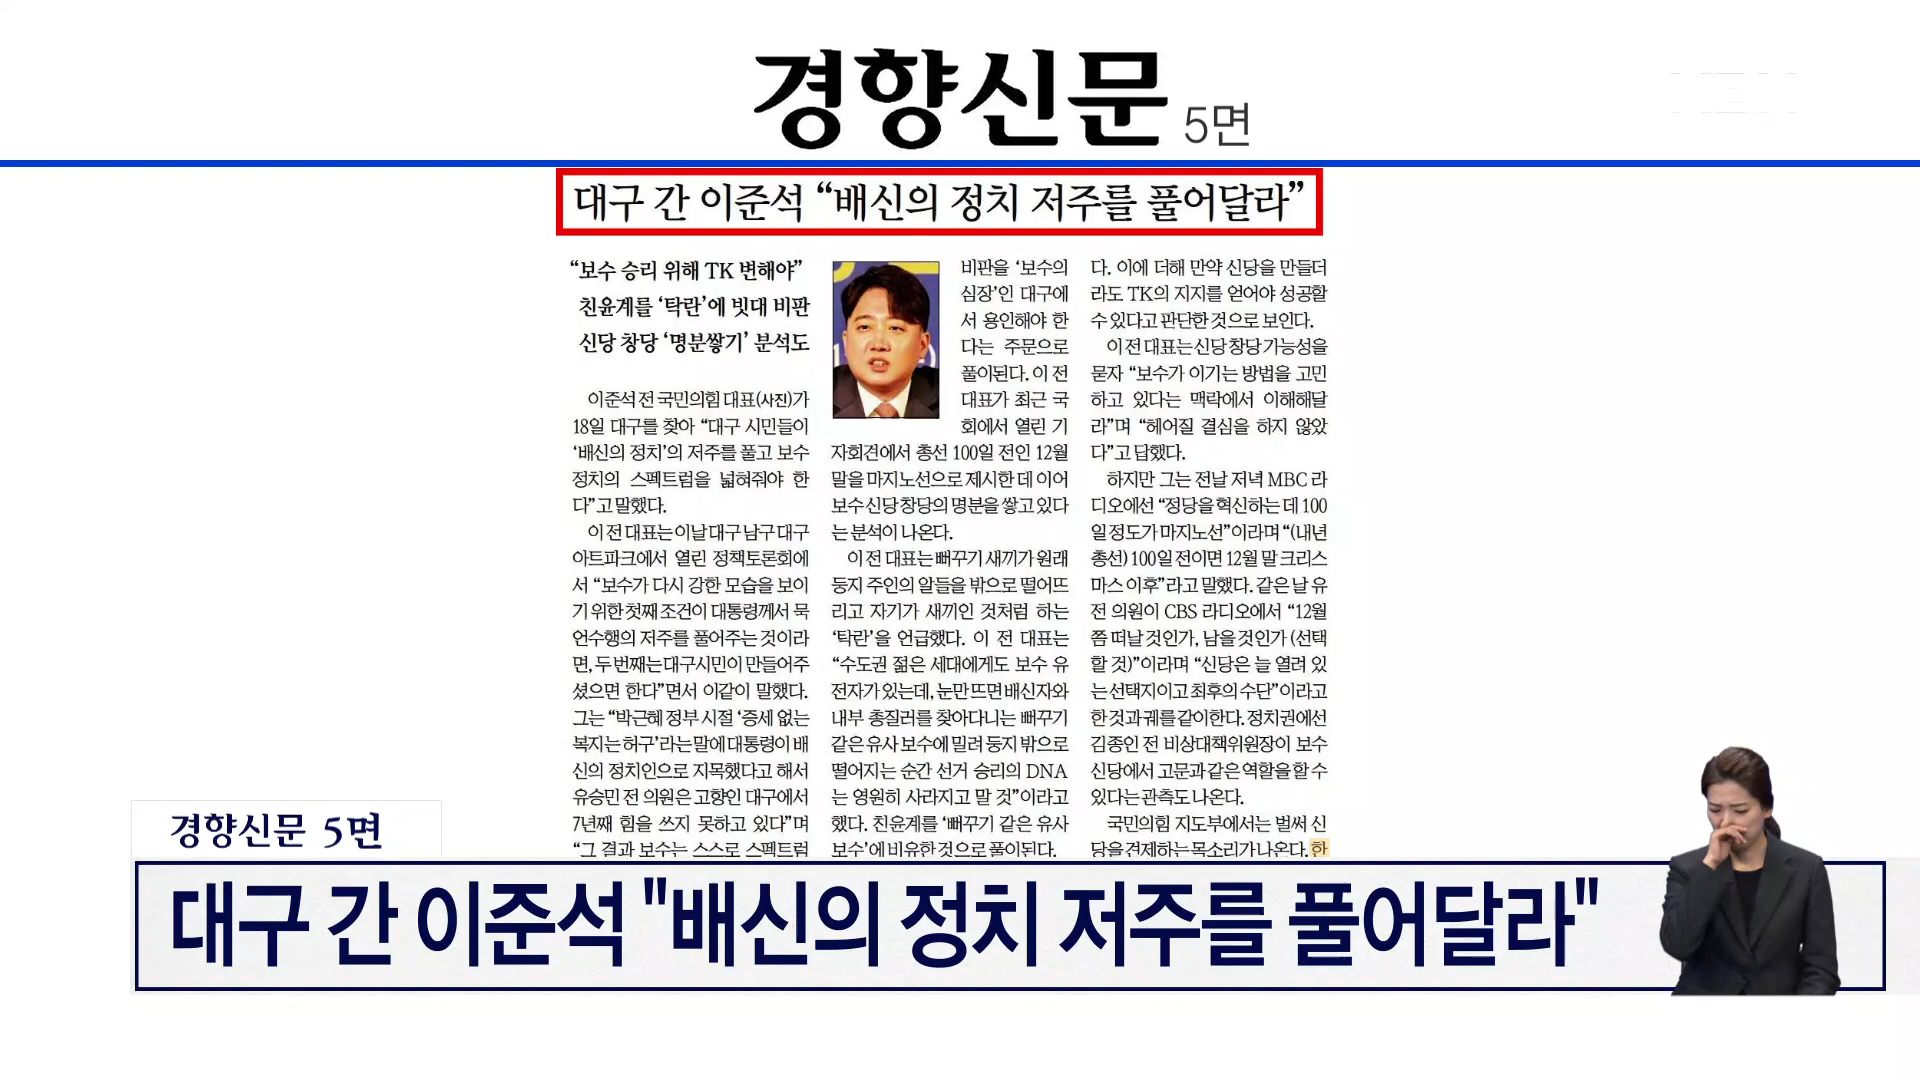 경향신문 5면
대구 간 이준석 “배신의 정치 저주를 풀어달라”
“보수 승리 위해 TK 변해야”
친윤계를 ‘탁란’에 빗대 비판
신당 창당 ‘명분쌓기’ 분석도
이준석 전 국민의힘 대표(사진)가
18일 대구를 찾아 “대구 시민들이
‘배신의 정치’의 저주를 풀고 보수
정치의 스펙트럼을 넓혀줘야 한
다”고 말했다.
이 전 대표는 이날 대구 남구 대구
아트파크에서 열린 정책토론회에
서 “보수가 다시 강한 모습을 보이
기 위한 첫째 조건이 대통령께서 묵
언수행의 저주를 풀어주는 것이라
면, 두 번째는 대구시민이 만들어주
셨으면 한다”면서 이같이 말했다.
그는 “박근혜 정부 시절 ‘증세 없는
복지는 허구’라는 말에 대통령이 배
신의 정치인으로 지목했다고 해서
유승민 전 의원은 고향인 대구에서
7년째 힘을 쓰지 못하고 있다”며
“그 결과 보수는 스스로 스펙트럼
비판을 ‘보수의
심장’인 대구에
서 용인해야 한
다는 주문으로
풀이된다. 이 전
대표가 최근 국
회에서 열린 기
자회견에서 총선 100일 전인 12월
말을 마지노선으로 제시한 데 이어
보수 신당 창당의 명분을 쌓고 있다
는 분석이 나온다.
이 전 대표는 뻐꾸기 새끼가 원래
둥지 주인의 알들을 밖으로 떨어뜨
리고 자기가 새끼인 것처럼 하는
‘탁란’을 언급했다. 이 전 대표는
“수도권 젊은 세대에게도 보수 유
전자가 있는데, 눈만 뜨면 배신자와
내부 총질러를 찾아다니는 뻐꾸기
같은 유사 보수에 밀려 둥지 밖으로
떨어지는 순간 선거 승리의 DNA
는 영원히 사라지고 말 것”이라고
했다. 친윤계를 ‘뻐꾸기 같은 유사
보수’에 비유한 것으로 풀이된다.
다. 이에 더해 만약 신당을 만들더
라도 TK의 지지를 얻어야 성공할
수 있다고 판단한 것으로 보인다.
이 전 대표는 신당 창당 가능성을
묻자 “보수가 이기는 방법을 고민
하고 있다는 맥락에서 이해해달
라”며 “헤어질 결심을 하지 않았
다”고 답했다.
하지만 그는 전날 저녁 MBC 라
디오에선 “정당을 혁신하는 데 100
일 정도가 마지노선”이라며 “(내년
총선) 100일 전이면 12월 말 크리스
마스 이후”라고 말했다. 같은 날 유
전 의원이 CBS 라디오에서 “12월
쯤 떠날 것인가, 남을 것인가 (선택
할 것)”이라며 “신당은 늘 열려 있
는 선택지이고 최후의 수단”이라고
한 것과 궤를 같이한다. 정치권에선
김종인 전 비상대책위원장이 보수
신당에서 고문과 같은 역할을 할 수
있다는 관측도 나온다.
국민의힘 지도부에서는 벌써 신
당을 견제하는 목소리가 나온다. 한
경향신문 5면
대구 간 이준석 "배신의 정치 저주를 풀어달라"